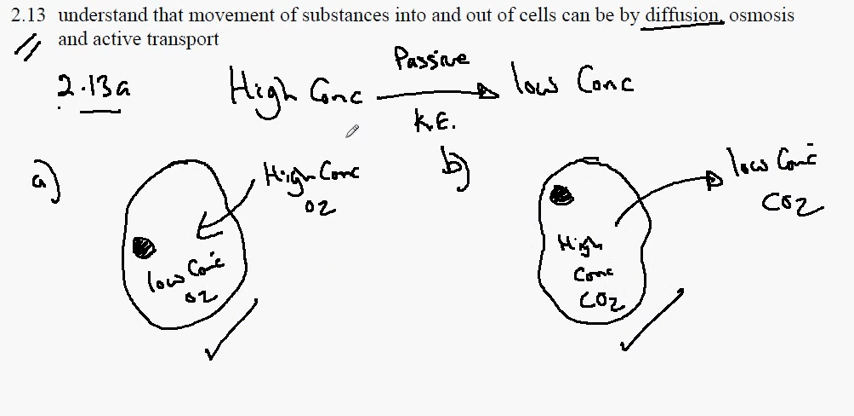 2.13 understand that movement of substances into and out of cells can be by diffusion, osmosis
and active transport
2.13a
High Conc
Passive
K.E.
low Conc
a)
High Conc
O2
low Conc
O2
b)
High
Conc
CO2
low Conc
CO2